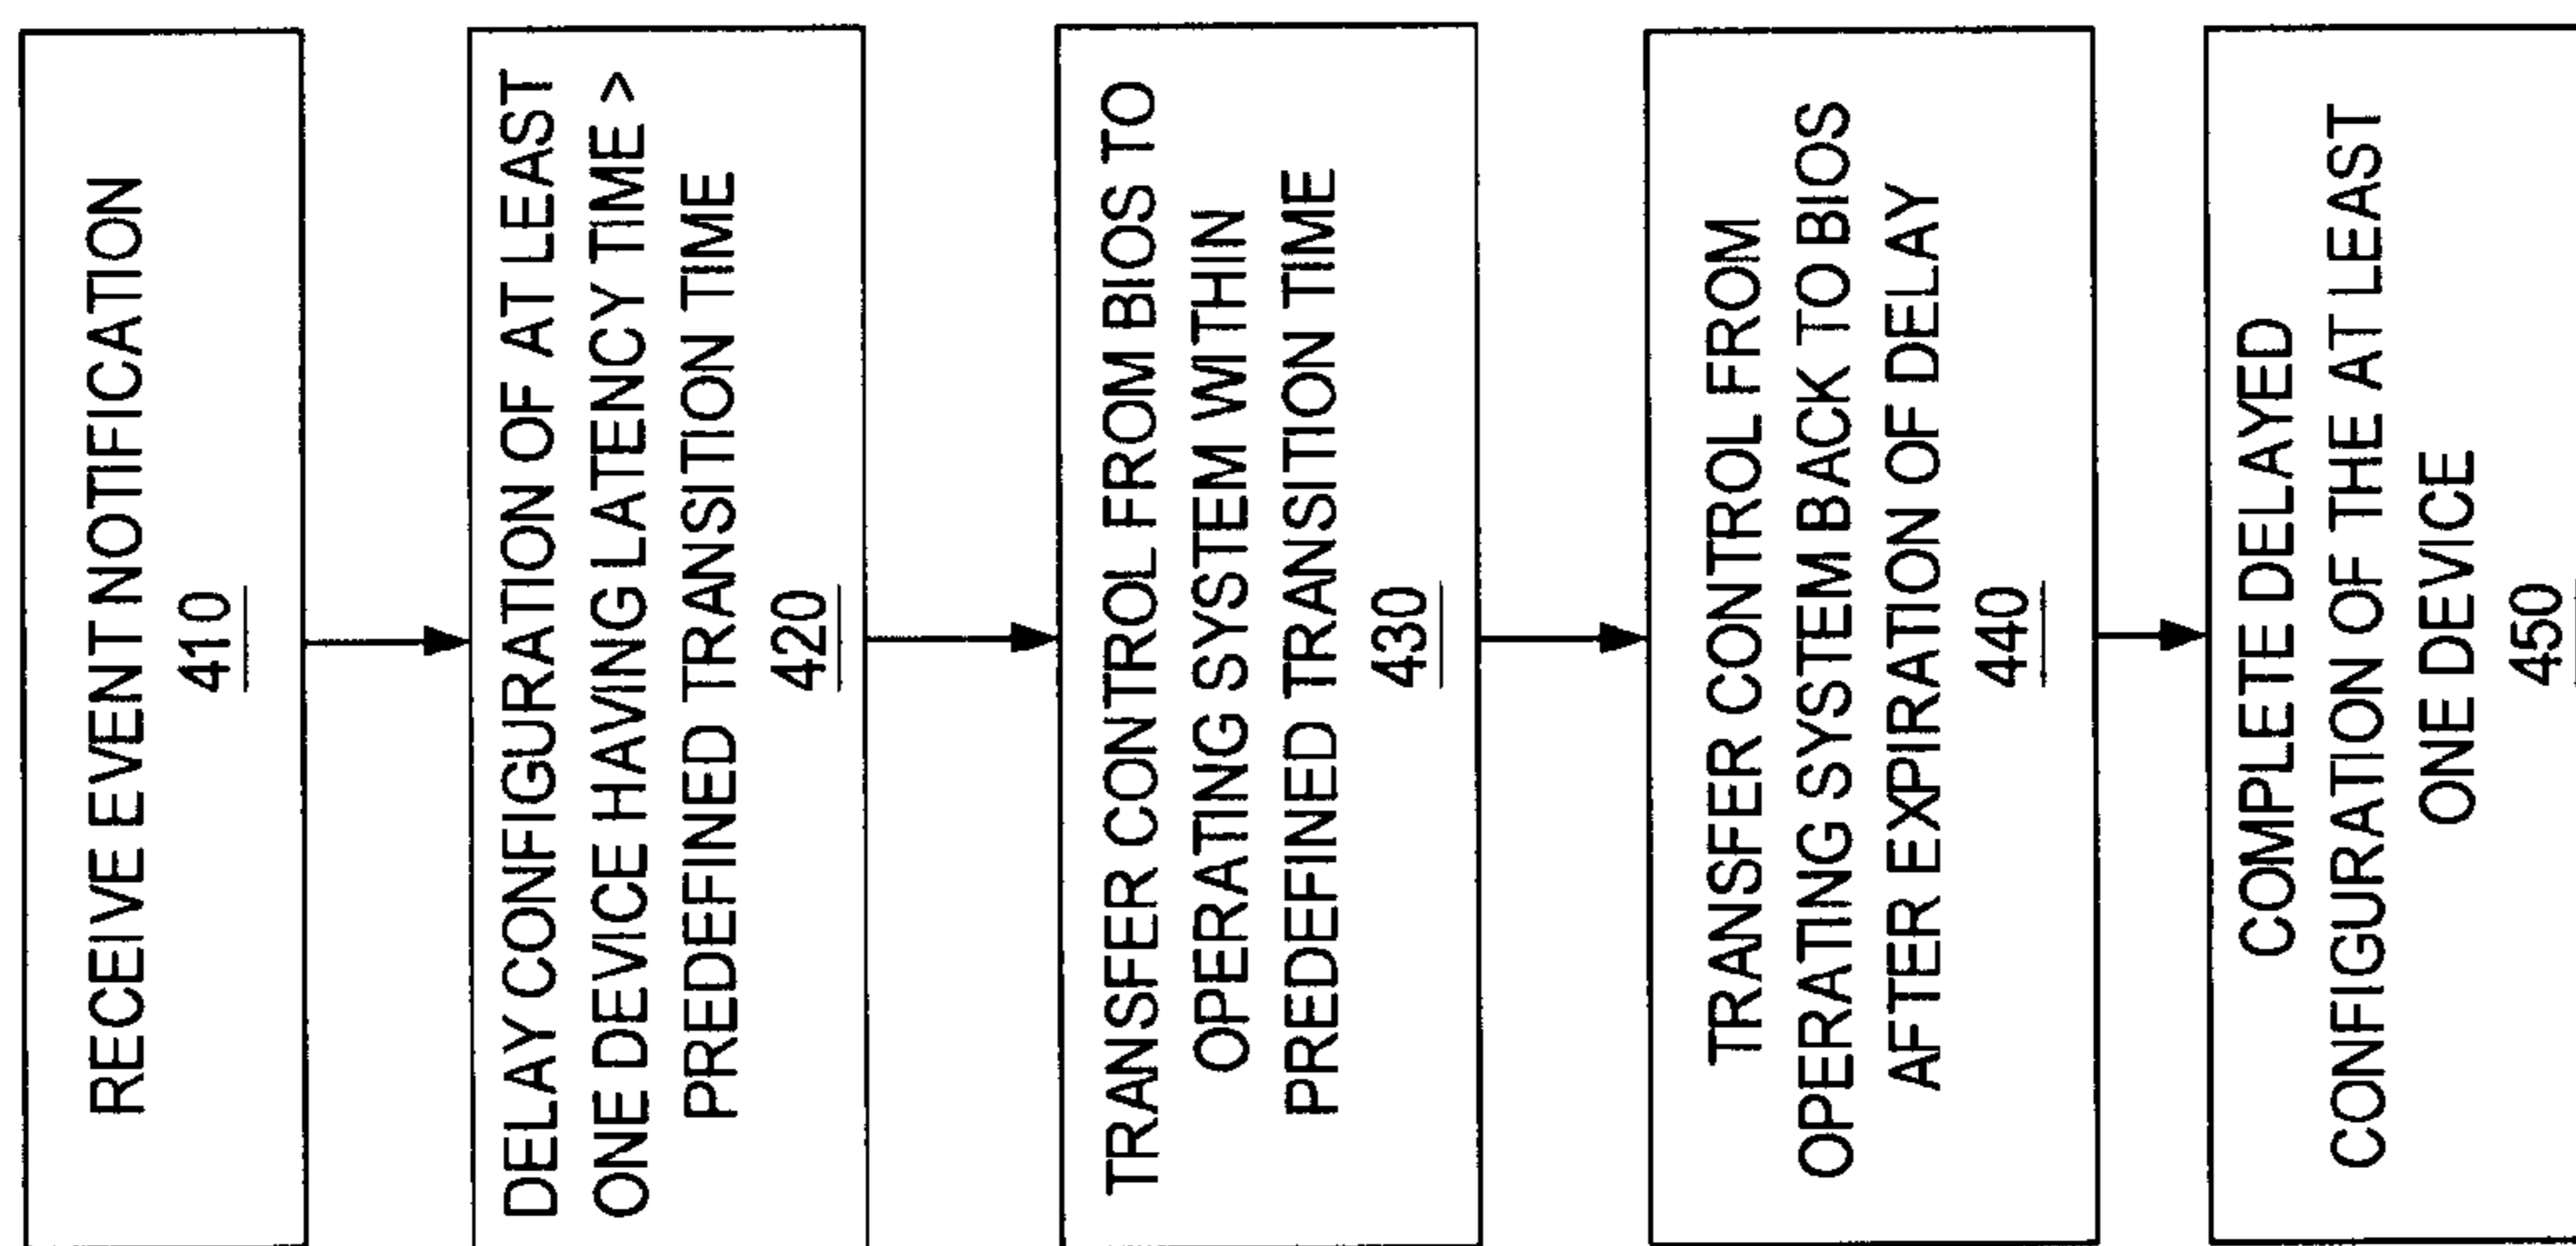 RECEIVE EVENT NOTIFICATION
410
DELAY CONFIGURATION OF AT LEAST
ONE DEVICE HAVING LATENCY TIME >
PREDEFINED TRANSITION TIME
420
TRANSFER CONTROL FROM BIOS TO
OPERATING SYSTEM WITHIN
PREDEFINED TRANSITION TIME
430
TRANSFER CONTROL FROM
OPERATING SYSTEM BACK TO BIOS
AFTER EXPIRATION OF DELAY
440
COMPLETE DELAYED
CONFIGURATION OF THE AT LEAST
ONE DEVICE
450